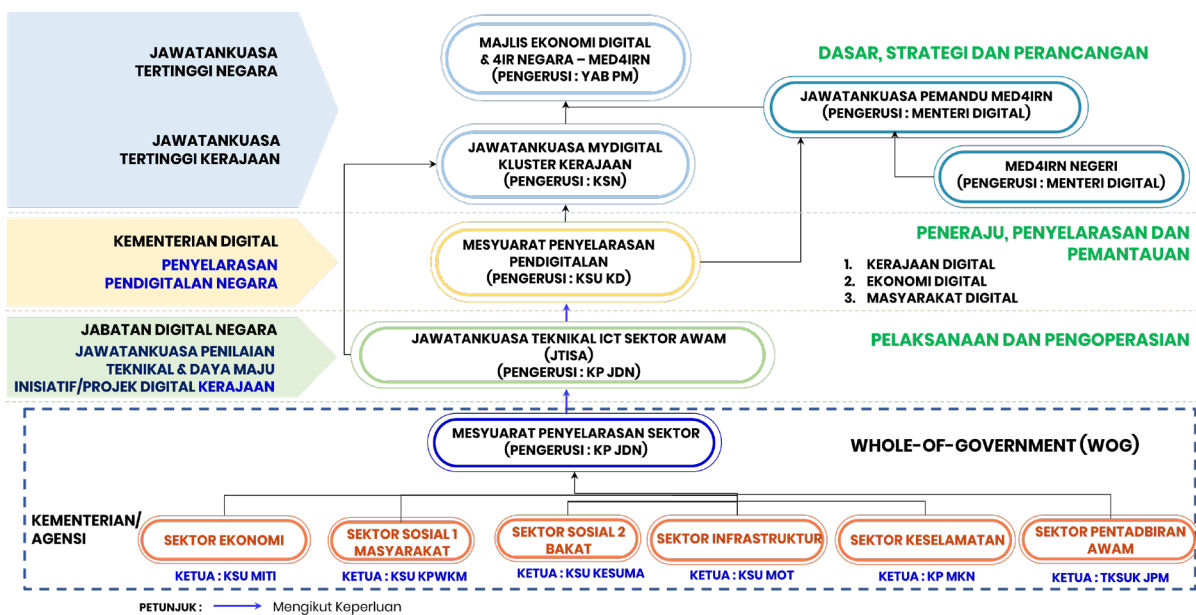 JAWATANKUASA
TERTINGGI NEGARA
MAJLIS EKONOMI DIGITAL
& 4IR NEGARA – MED4IRN
(PENGERUSI : YAB PM)
DASAR, STRATEGI DAN PERANCANGAN
JAWATANKUASA PEMANDU MED4IRN
(PENGERUSI : MENTERI DIGITAL)
JAWATANKUASA
TERTINGGI KERAJAAN
JAWATANKUASA MYDIGITAL
KLUSTER KERAJAAN
(PENGERUSI : KSN)
MED4IRN NEGERI
(PENGERUSI : MENTERI DIGITAL)
KEMENTERIAN DIGITAL
PENYELARASAN
PENDIGITALAN NEGARA
MESYUARAT PENYELARASAN
PENDIGITALAN
(PENGERUSI : KSU KD)
PENERAJU, PENYELARASAN DAN
PEMANTAUAN
1. KERAJAAN DIGITAL
2. EKONOMI DIGITAL
3. MASYARAKAT DIGITAL
JABATAN DIGITAL NEGARA
JAWATANKUASA PENILAIAN
TEKNIKAL & DAYA MAJU
INISIATIF/PROJEK DIGITAL KERAJAAN
JAWATANKUASA TEKNIKAL ICT SEKTOR AWAM
(JTISA)
(PENGERUSI : KP JDN)
PELAKSANAAN DAN PENGOPERASIAN
MESYUARAT PENYELARASAN SEKTOR
(PENGERUSI : KP JDN)
WHOLE-OF-GOVERNMENT (WOG)
KEMENTERIAN/
AGENSI
SEKTOR EKONOMI
KETUA : KSU MITI
SEKTOR SOSIAL 1
MASYARAKAT
KETUA : KSU KPWKM
SEKTOR SOSIAL 2
BAKAT
KETUA : KSU KESUMA
SEKTOR INFRASTRUKTUR
KETUA : KSU MOT
SEKTOR KESELAMATAN
KETUA : KP MKN
SEKTOR PENTADBIRAN
AWAM
KETUA : TKSUK JPM
PETUNJUK : Mengikut Keperluan